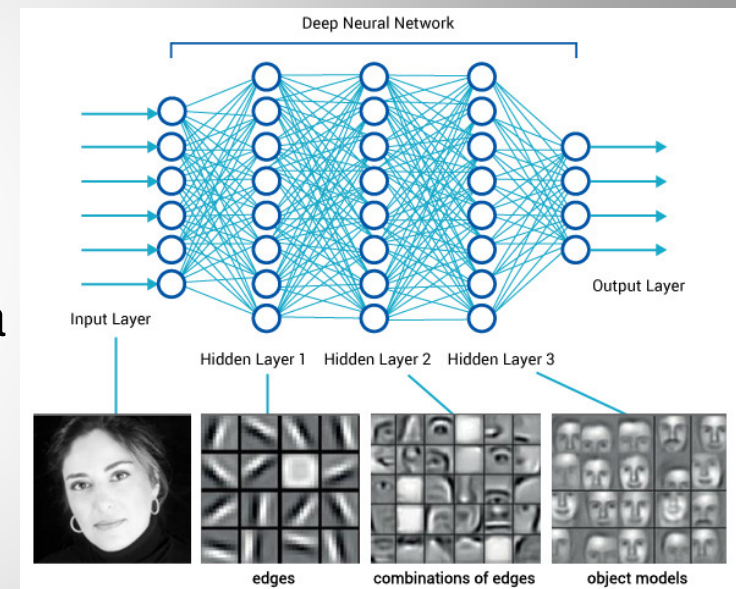 Deep Neural Network
Input Layer
Output Layer
Hidden Layer 1 Hidden Layer 2 Hidden Layer 3
edges
combinations of edges
object models